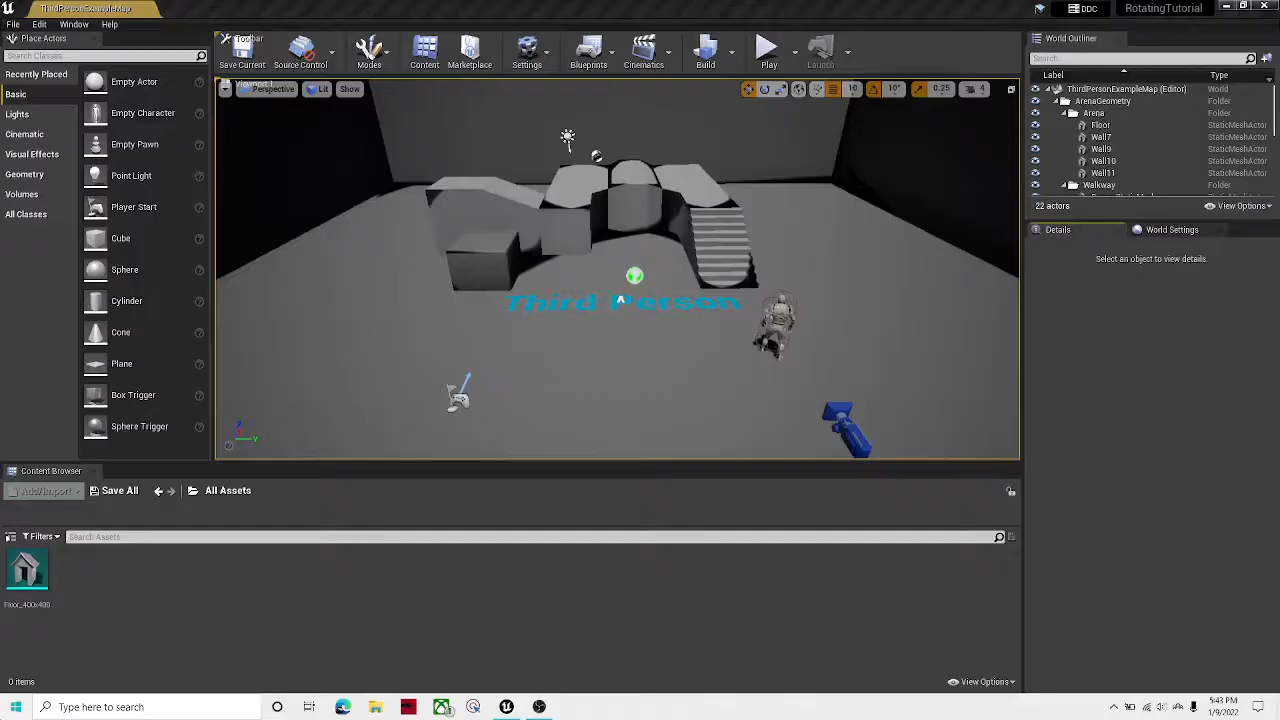 ThirdPersonExampleMap
DDC
RotatingTutorial
File Edit Window Help
Place Actors
Toolbar
World Outliner
Search Classes
Save Current
Source Control
Modes
Content
Marketplace
Settings
Blueprints
Cinematics
Build
Play
Launch
Search
Label Type
Recently Placed
Basic
Lights
Cinematic
Visual Effects
Geometry
Volumes
All Classes
Empty Actor
Empty Character
Empty Pawn
Point Light
Player Start
Cube
Sphere
Cylinder
Cone
Plane
Box Trigger
Sphere Trigger
Viewport 1
Perspective Lit Show
10 10° 0.25 4
Third Person
ThirdPersonExampleMap (Editor) World
ArenaGeometry Folder
Arena Folder
Floor StaticMeshActor
Wall7 StaticMeshActor
Wall9 StaticMeshActor
Wall10 StaticMeshActor
Wall11 StaticMeshActor
Walkway Folder
22 actors View Options
Details World Settings
Select an object to view details.
Content Browser
Add/Import Save All All Assets
Filters Search Assets
Floor_400x400
0 items View Options
Type here to search
5:43 PM
1/9/2022